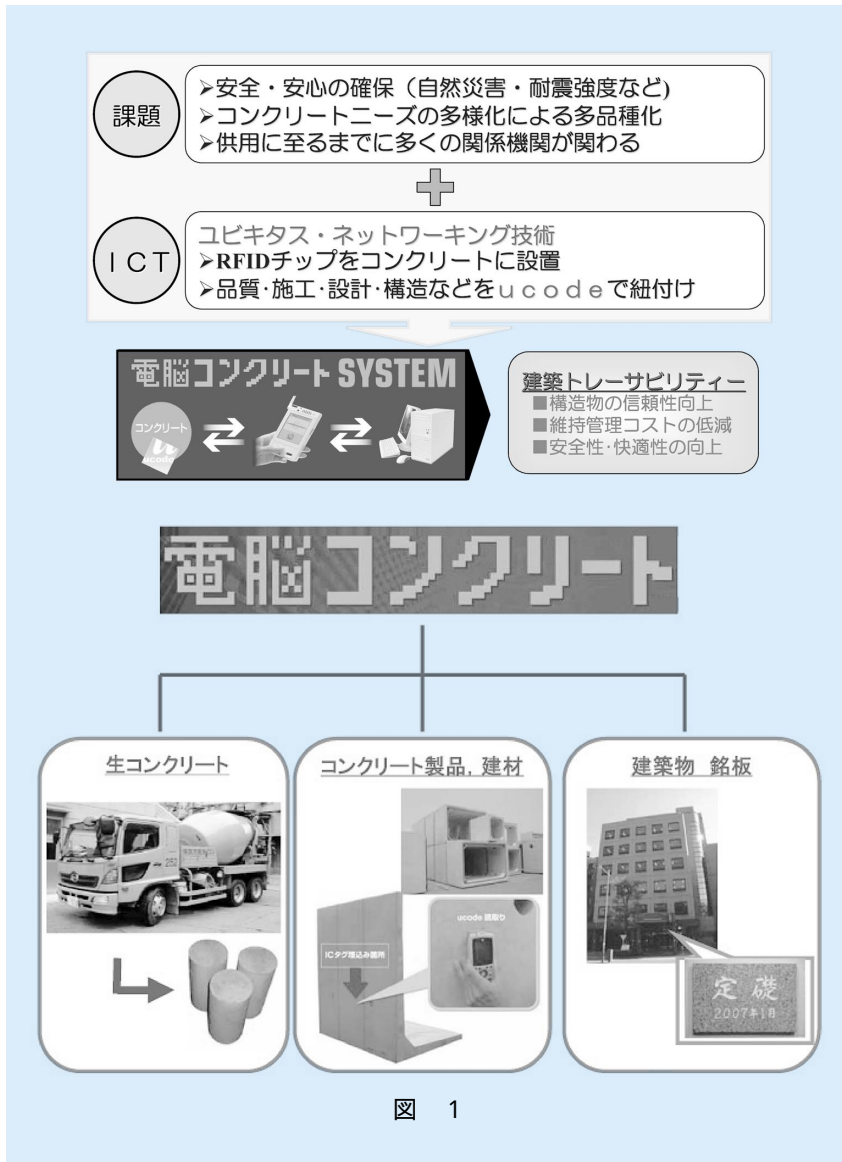 課題
➢安全・安心の確保（自然災害・耐震強度など)
➢コンクリートニーズの多様化による多品種化
➢供用に至るまでに多くの関係機関が関わる
ＩＣＴ
ユビキタス・ネットワーキング技術
➢RFIDチップをコンクリートに設置
➢品質･施工･設計･構造などをｕｃｏｄｅで紐付け
電脳コンクリート SYSTEM
コンクリート
ucode
建築トレーサビリティー
■構造物の信頼性向上
■維持管理コストの低減
■安全性･快適性の向上
電脳コンクリート
生コンクリート
252
コンクリート製品，建材
ucode 読取り
ICタグ埋込み箇所
建築物 銘板
定礎
2007年1月
図 1